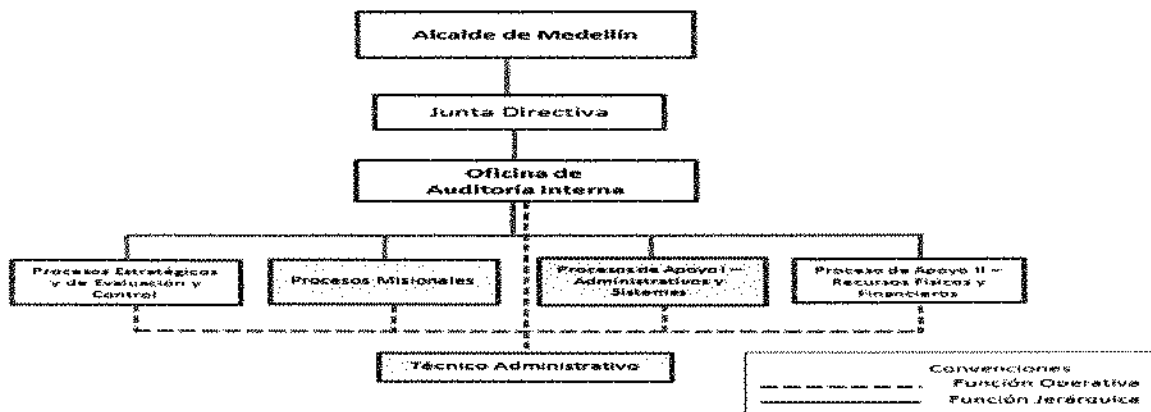 Alcalde de Medellín
Junta Directiva
Oficina de
Auditoría Interna
Procesos Estratégicos
y de Evaluación y
Control
Procesos Misionales
Procesos de Apoyo I –
Administrativos y
Sistemas
Proceso de Apoyo II –
Recursos Físicos y
Financieros
Técnico Administrativo
Convenciones
Función Operativa
Función Jerárquica